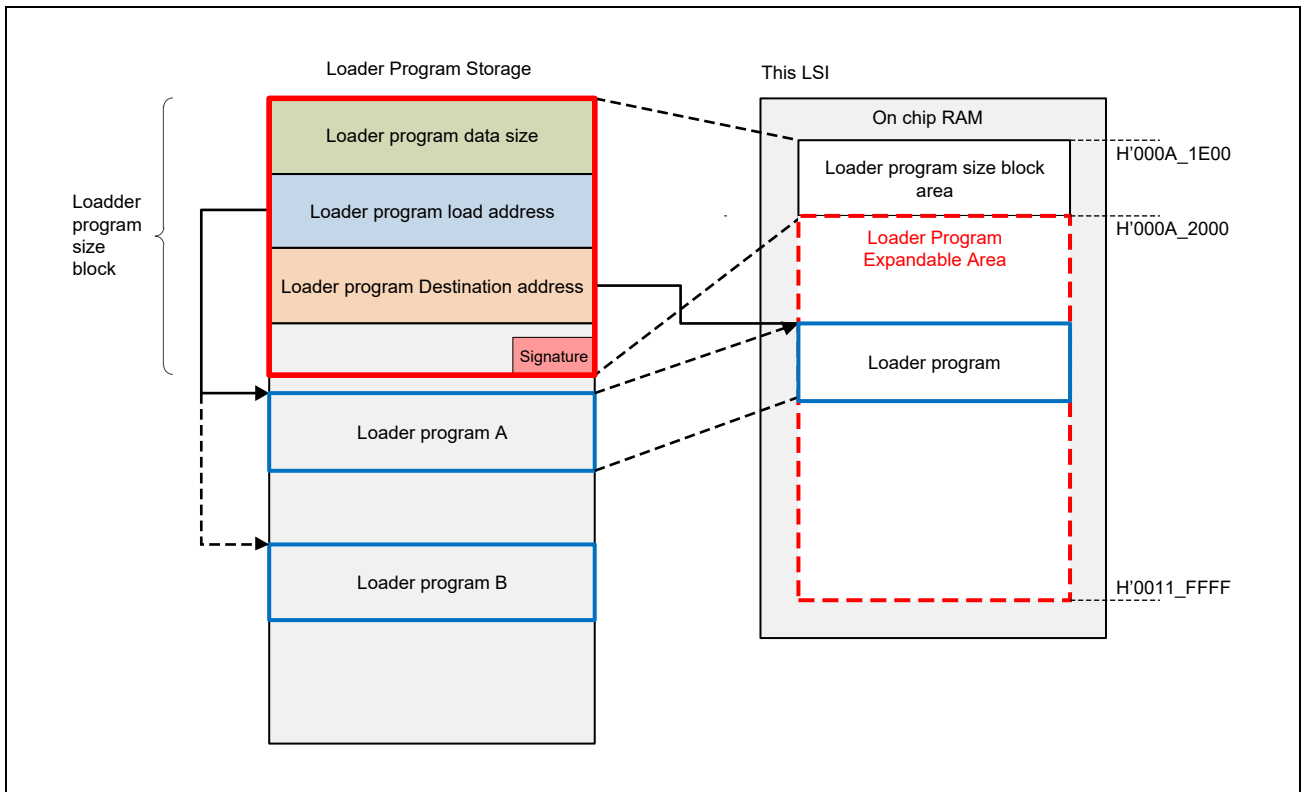 Loader Program Storage
This LSI
Loader program data size
Loader program load address
Loader program Destination address
Signature
Loadder
program
size
block
Loader program A
Loader program B
On chip RAM
Loader program size block
area
Loader Program
Expandable Area
Loader program
H'000A_1E00
H'000A_2000
H'0011_FFFF